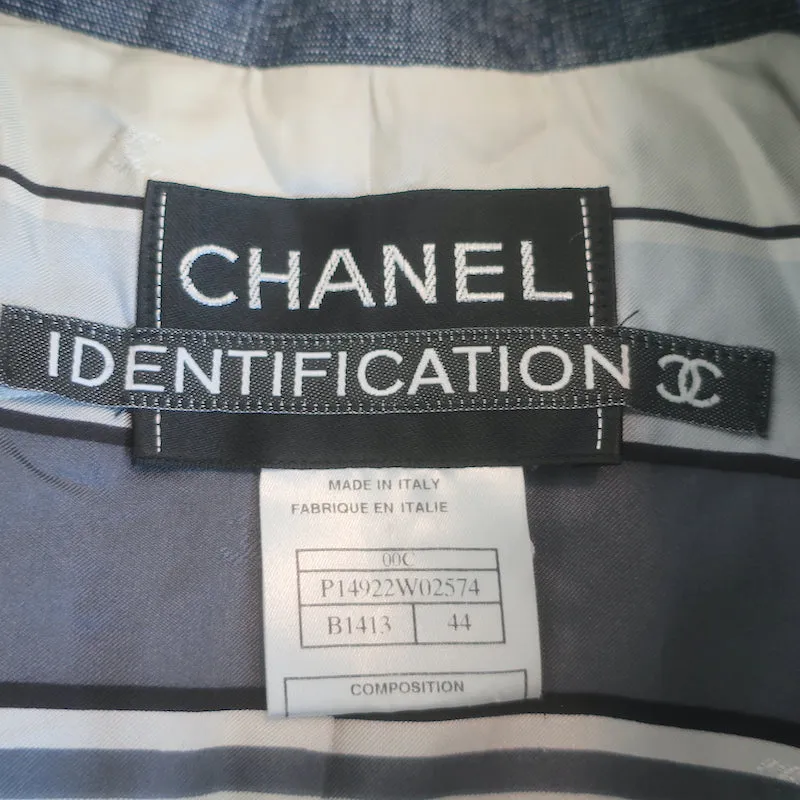 CHANEL
IDENTIFICATION
MADE IN ITALY
FABRIQUE EN ITALIE
00C
P14922W02574
B1413 44
COMPOSITION